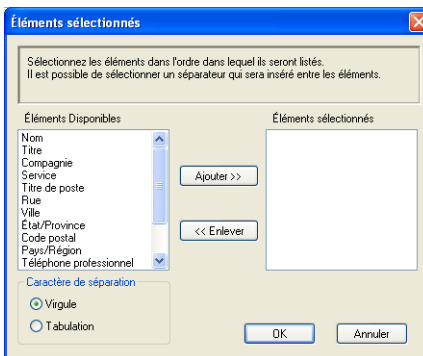 Éléments sélectionnés
Sélectionnez les éléments dans l'ordre dans lequel ils seront listés.
Il est possible de sélectionner un séparateur qui sera inséré entre les éléments.
Éléments Disponibles
Éléments sélectionnés
Nom
Titre
Compagnie
Service
Titre de poste
Rue
Ville
État/Province
Code postal
Pays/Région
Téléphone professionnel
Ajouter >>
<< Enlever
Caractère de séparation
Virgule
Tabulation
OK
Annuler